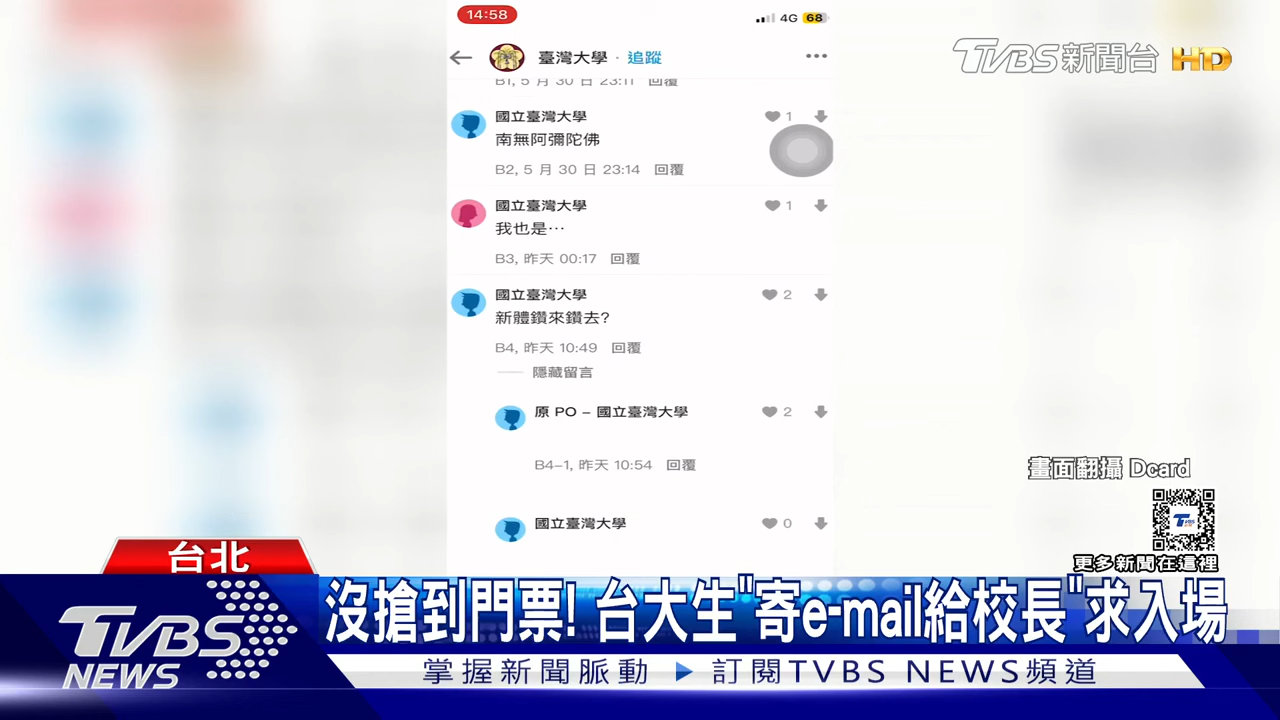 14:58
4G 68
臺灣大學 · 追蹤
TVBS新聞台 HD
B1, 5 月 30 日 23:11 回覆
國立臺灣大學
1
南無阿彌陀佛
B2, 5 月 30 日 23:14 回覆
國立臺灣大學
1
我也是…
B3, 昨天 00:17 回覆
國立臺灣大學
2
新體鑽來鑽去?
B4, 昨天 10:49 回覆
隱藏留言
原 PO – 國立臺灣大學
2
B4-1, 昨天 10:54 回覆
國立臺灣大學
0
畫面翻攝 Dcard
TVBS
更多新聞在這裡
台北
沒搶到門票! 台大生"寄e-mail給校長"求入場
TVBS NEWS
掌握新聞脈動 ▶ 訂閱TVBS NEWS頻道